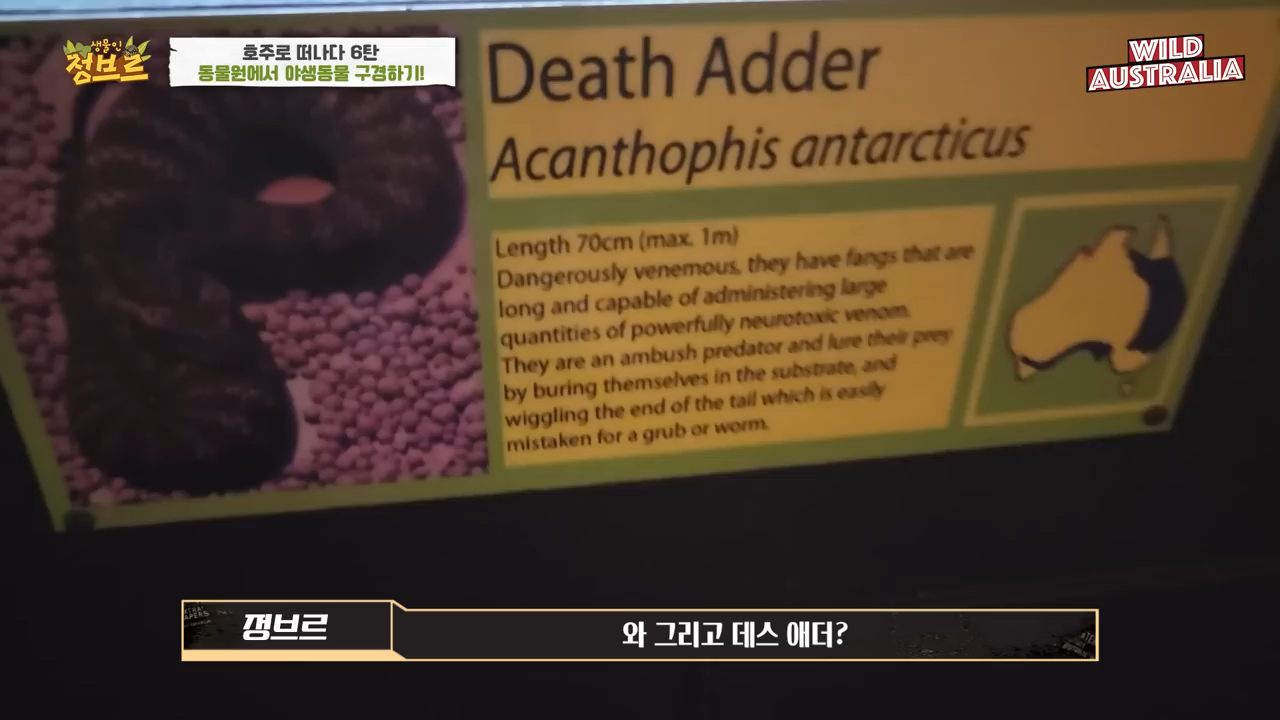 생물인
정브르
호주로 떠나다 6탄
동물원에서 야생동물 구경하기!
WILD
AUSTRALIA
Death Adder
Acanthophis antarcticus
Length 70cm (max. 1m)
Dangerously venemous, they have fangs that are
long and capable of administering large
quantities of powerfully neurotoxic venom.
They are an ambush predator and lure their prey
by buring themselves in the substrate, and
wiggling the end of the tail which is easily
mistaken for a grub or worm.
정브르
와 그리고 데스 애더?